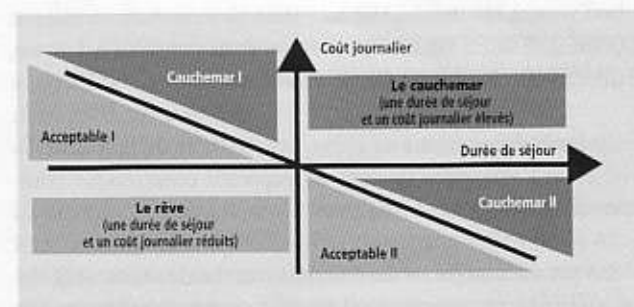 Coût journalier
Cauchemar I
Le cauchemar
(une durée de séjour
et un coût journalier élevés)
Acceptable I
Durée de séjour
Le rêve
(une durée de séjour
et un coût journalier réduits)
Cauchemar II
Acceptable II